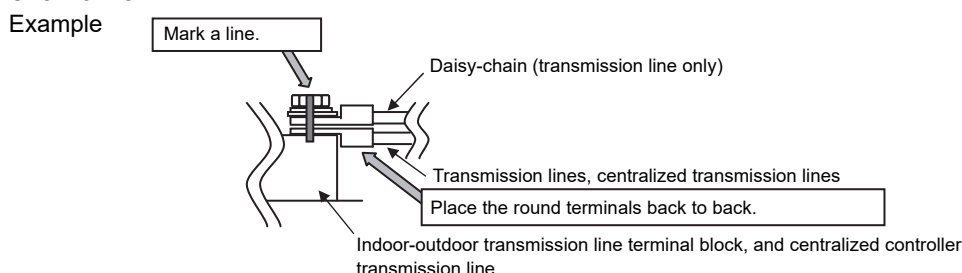 Example
Mark a line.
Daisy-chain (transmission line only)
Transmission lines, centralized transmission lines
Place the round terminals back to back.
Indoor-outdoor transmission line terminal block, and centralized controller
transmission line